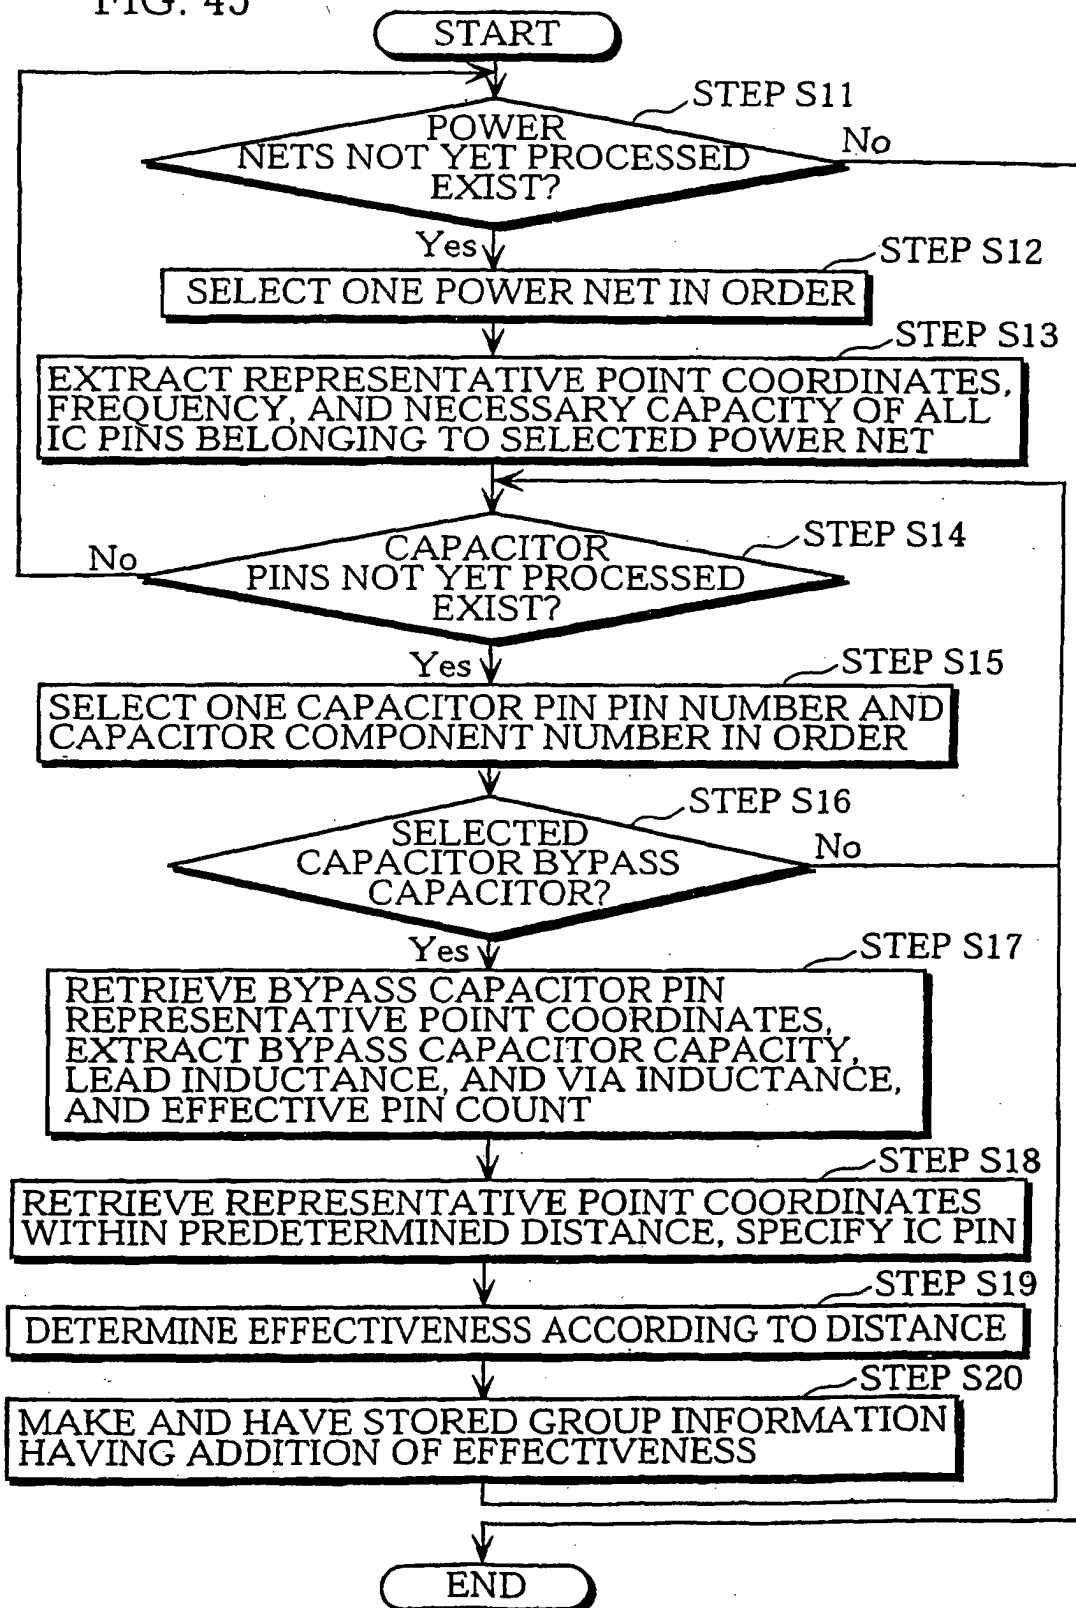 FIG. 45
START
STEP S11
POWER
NETS NOT YET PROCESSED
EXIST?
No
Yes
STEP S12
SELECT ONE POWER NET IN ORDER
STEP S13
EXTRACT REPRESENTATIVE POINT COORDINATES,
FREQUENCY, AND NECESSARY CAPACITY OF ALL
IC PINS BELONGING TO SELECTED POWER NET
STEP S14
CAPACITOR
PINS NOT YET PROCESSED
EXIST?
No
Yes
STEP S15
SELECT ONE CAPACITOR PIN PIN NUMBER AND
CAPACITOR COMPONENT NUMBER IN ORDER
STEP S16
SELECTED
CAPACITOR BYPASS
CAPACITOR?
No
Yes
STEP S17
RETRIEVE BYPASS CAPACITOR PIN
REPRESENTATIVE POINT COORDINATES,
EXTRACT BYPASS CAPACITOR CAPACITY,
LEAD INDUCTANCE, AND VIA INDUCTANCE,
AND EFFECTIVE PIN COUNT
STEP S18
RETRIEVE REPRESENTATIVE POINT COORDINATES
WITHIN PREDETERMINED DISTANCE, SPECIFY IC PIN
STEP S19
DETERMINE EFFECTIVENESS ACCORDING TO DISTANCE
STEP S20
MAKE AND HAVE STORED GROUP INFORMATION
HAVING ADDITION OF EFFECTIVENESS
END